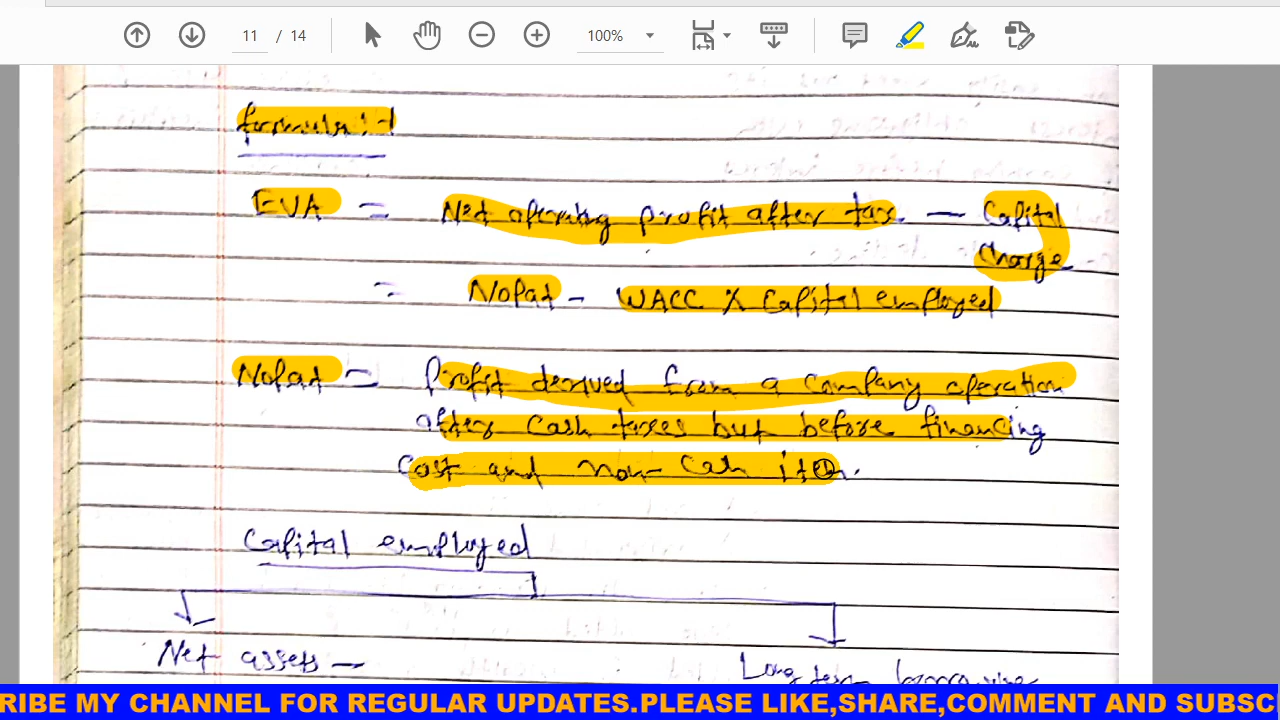 11 / 14 100%
formula :-
EVA = Net operating profit after tax. — Capital
Charge
= Nopat - WACC X Capital employed
Nopat = Profit derived from a company operation
after cash taxes but before financing
cost and non-cash item.
Capital employed
Net assets — Long term
RIBE MY CHANNEL FOR REGULAR UPDATES.PLEASE LIKE,SHARE,COMMENT AND SUBSC